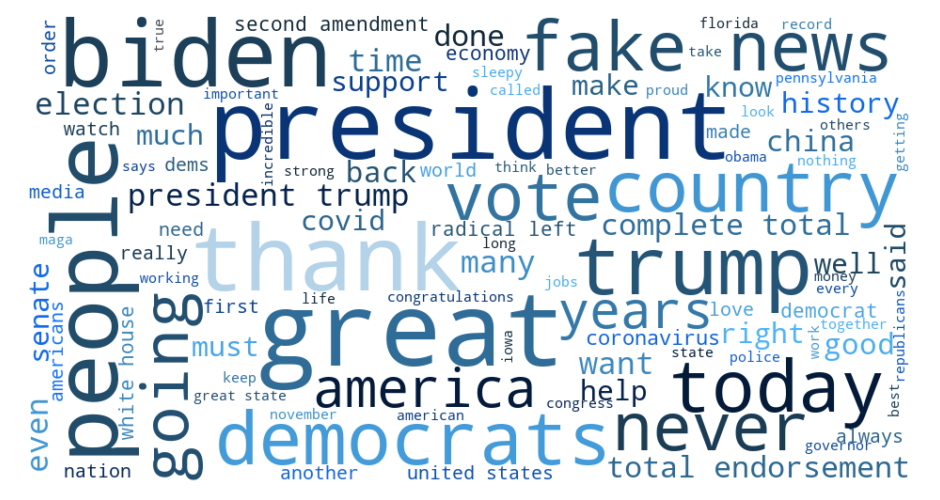 second amendment
florida
record
order
true
biden
done
fake news
time
economy
take
sleepy
support
called
make
proud
know
pennsylvania
important
election
president
look
history
watch
much
incredible
made
others
china
getting
says
dems
strong
back
world
think
better
obama
nothing
people
media
president trump
vote
country
covid
radical left
complete total
need
thank
long
maga
really
many
trump
well
said
working
jobs
money
every
senate
americans
going
first
life
congratulations
years
love
democrat
together
white house
must
great
iowa
coronavirus
right
work
good
republicans
want
state
police
keep
great state
america
help
today
best
congress
november
american
even
democrats
never
always
governor
nation
another
united states
total endorsement